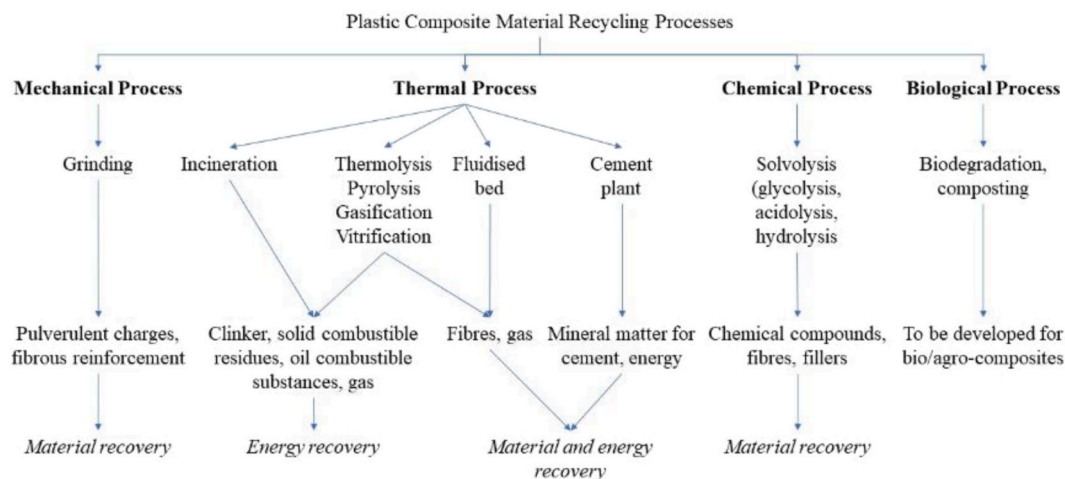 Plastic Composite Material Recycling Processes
Mechanical Process
Thermal Process
Chemical Process
Biological Process
Grinding
Incineration
Thermolysis
Pyrolysis
Gasification
Vitrification
Fluidised
bed
Cement
plant
Solvolysis
(glycolysis,
acidolysis,
hydrolysis
Biodegradation,
composting
Pulverulent charges,
fibrous reinforcement
Clinker, solid combustible
residues, oil combustible
substances, gas
Fibres, gas
Mineral matter for
cement, energy
Chemical compounds,
fibres, fillers
To be developed for
bio/agro-composites
Material recovery
Energy recovery
Material and energy
recovery
Material recovery